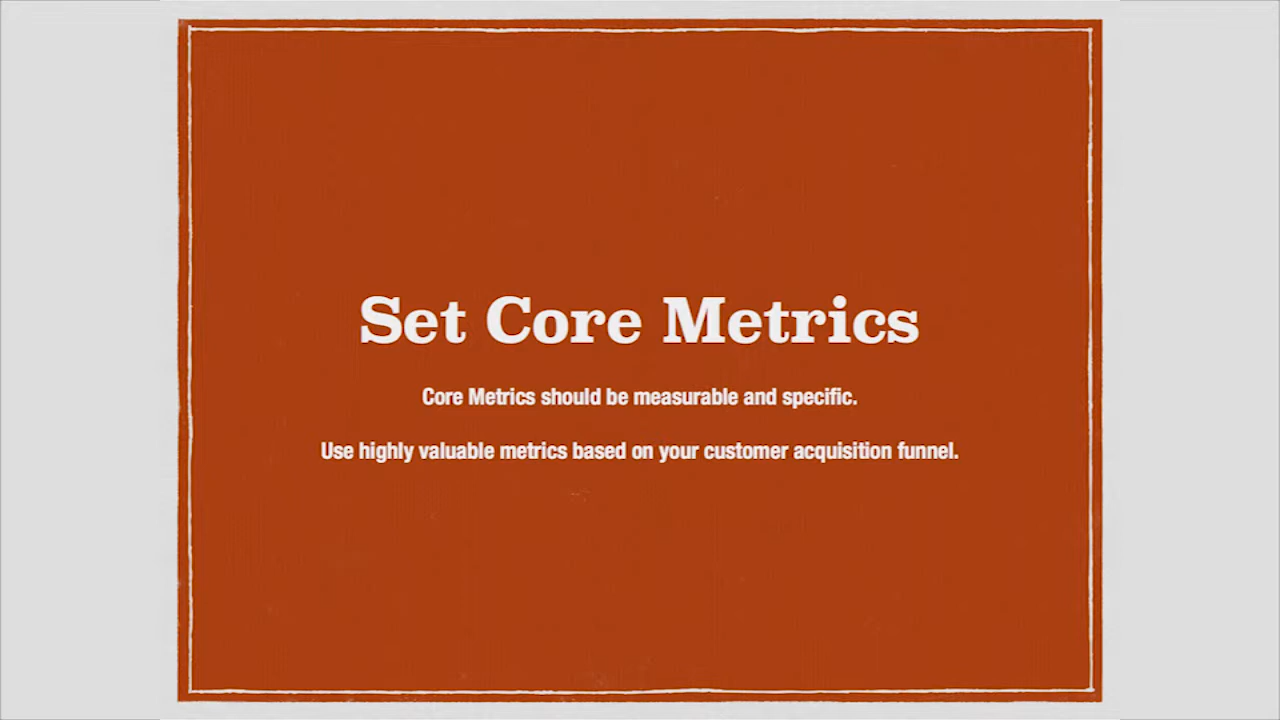 Set Core Metrics
Core Metrics should be measurable and specific.
Use highly valuable metrics based on your customer acquisition funnel.